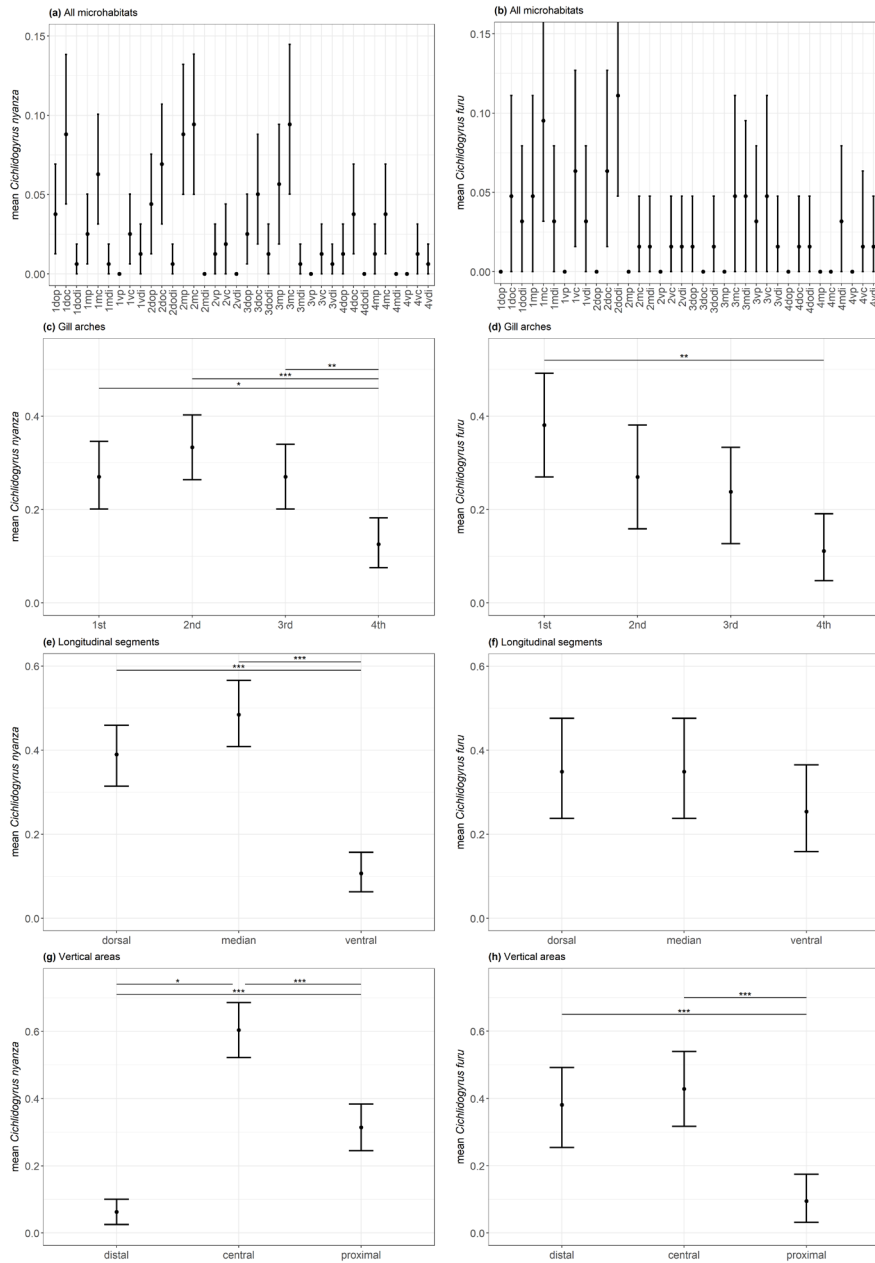 (a) All microhabitats
mean Cichlidogyrus nyanza
0.15
0.10
0.05
0.00
1dop 1doc 1dodi 1mp 1mc 1mdi 1vp 1vc 1vdi 2dop 2doc 2dodi 2mp 2mc 2mdi 2vp 2vc 2vdi 3dop 3doc 3dodi 3mp 3mc 3mdi 3vp 3vc 3vdi 4dop 4doc 4dodi 4mp 4mc 4mdi 4vp 4vc 4vdi
(b) All microhabitats
mean Cichlidogyrus furu
0.15
0.10
0.05
0.00
1dop 1doc 1dodi 1mp 1mc 1mdi 1vp 1vc 1vdi 2dop 2doc 2dodi 2mp 2mc 2mdi 2vp 2vc 2vdi 3dop 3doc 3dodi 3mp 3mc 3mdi 3vp 3vc 3vdi 4dop 4doc 4dodi 4mp 4mc 4mdi 4vp 4vc 4vdi
(c) Gill arches
mean Cichlidogyrus nyanza
**
***
*
0.4
0.2
0.0
1st 2nd 3rd 4th
(d) Gill arches
mean Cichlidogyrus furu
**
0.4
0.2
0.0
1st 2nd 3rd 4th
(e) Longitudinal segments
mean Cichlidogyrus nyanza
***
***
0.6
0.4
0.2
0.0
dorsal median ventral
(f) Longitudinal segments
mean Cichlidogyrus furu
0.6
0.4
0.2
0.0
dorsal median ventral
(g) Vertical areas
mean Cichlidogyrus nyanza
* ***
***
0.6
0.4
0.2
0.0
distal central proximal
(h) Vertical areas
mean Cichlidogyrus furu
***
***
0.6
0.4
0.2
0.0
distal central proximal